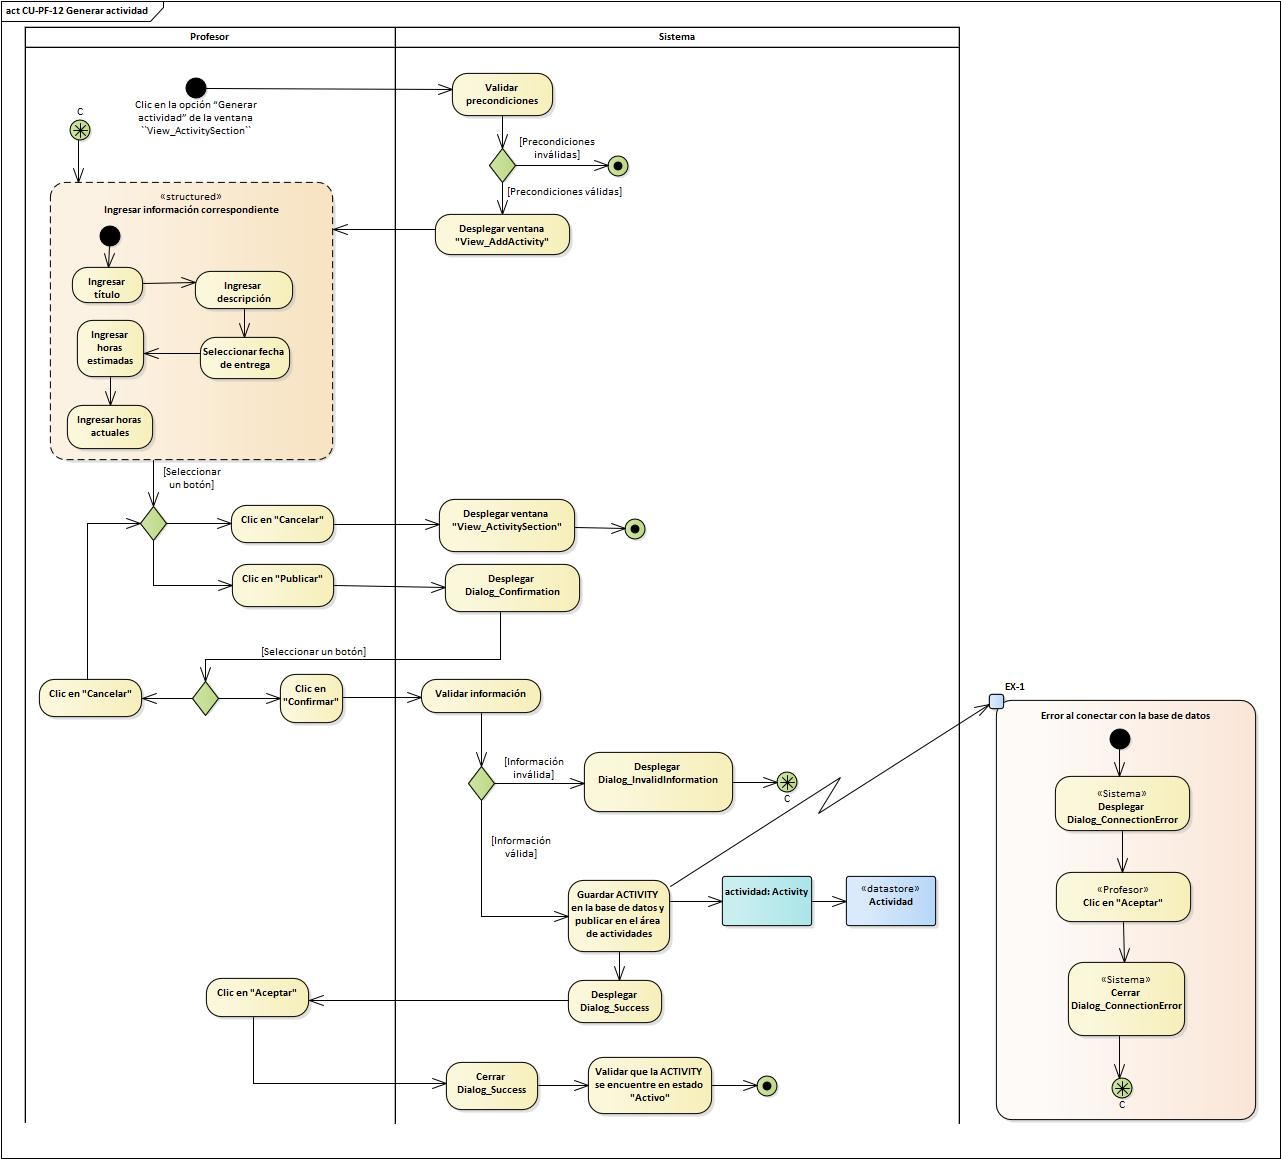 act CU-PF-12 Generar actividad
Profesor
Sistema
Clic en la opción “Generar
actividad” de la ventana
``View_ActivitySection``
C
Validar
precondiciones
[Precondiciones
inválidas]
[Precondiciones válidas]
Desplegar ventana
"View_AddActivity"
«structured»
Ingresar información correspondiente
Ingresar
título
Ingresar
descripción
Ingresar
horas
estimadas
Seleccionar fecha
de entrega
Ingresar horas
actuales
[Seleccionar
un botón]
Clic en "Cancelar"
Desplegar ventana
"View_ActivitySection"
Clic en "Publicar"
Desplegar
Dialog_Confirmation
[Seleccionar un botón]
Clic en "Cancelar"
Clic en
"Confirmar"
Validar información
[Información
inválida]
Desplegar
Dialog_InvalidInformation
C
[Información
válida]
Guardar ACTIVITY
en la base de datos y
publicar en el área
de actividades
actividad: Activity
«datastore»
Actividad
Clic en "Aceptar"
Desplegar
Dialog_Success
Cerrar
Dialog_Success
Validar que la ACTIVITY
se encuentre en estado
"Activo"
EX-1
Error al conectar con la base de datos
«Sistema»
Desplegar
Dialog_ConnectionError
«Profesor»
Clic en "Aceptar"
«Sistema»
Cerrar
Dialog_ConnectionError
C